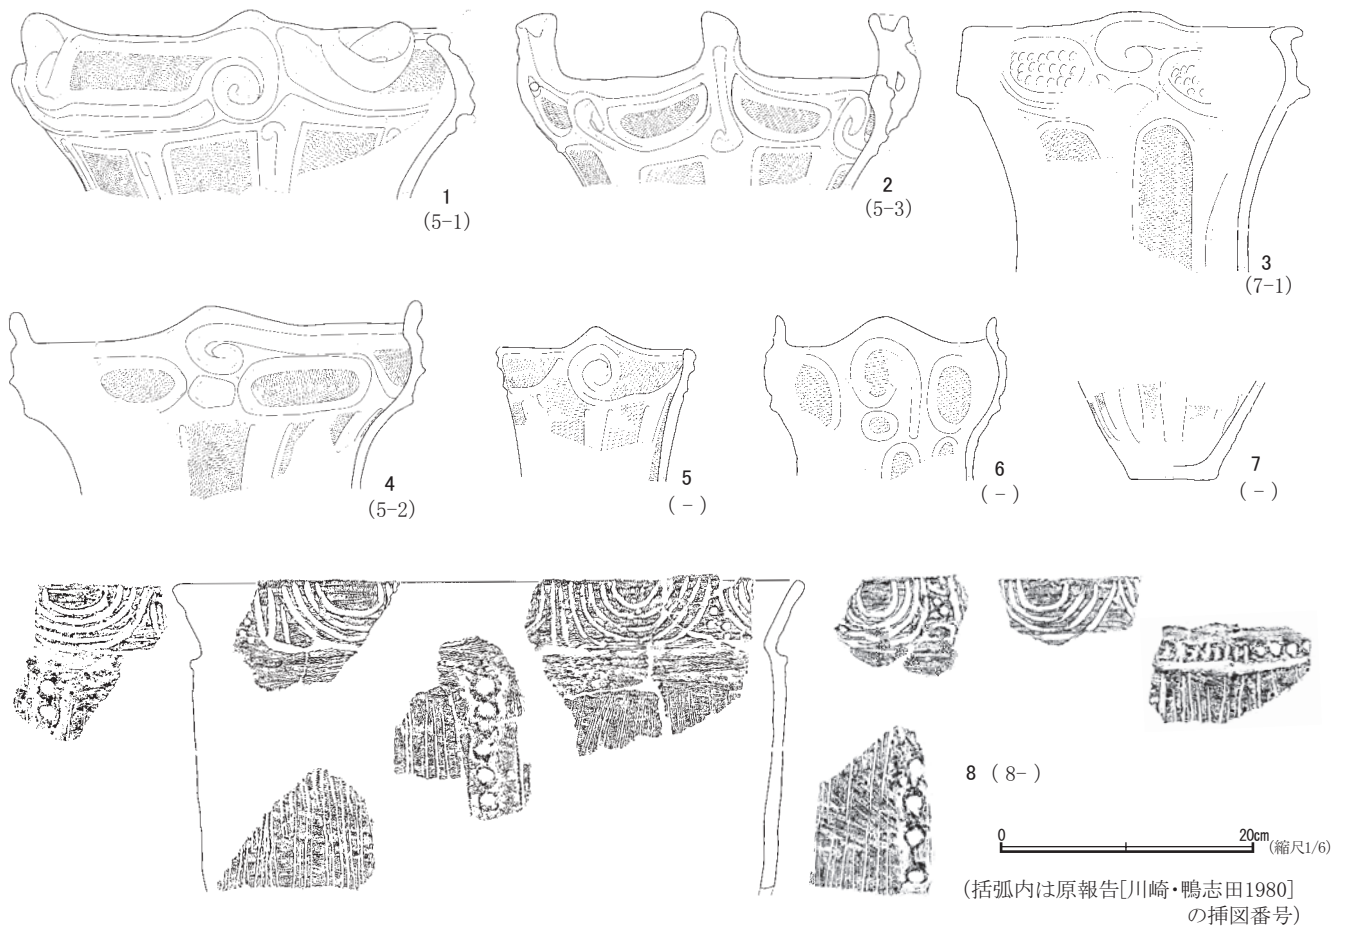 1
(5-1)
2
(5-3)
3
(7-1)
4
(5-2)
5
( - )
6
( - )
7
( - )
8 ( 8- )
0 20cm (縮尺1/6)
(括弧内は原報告[川崎・鴨志田1980]
の挿図番号)